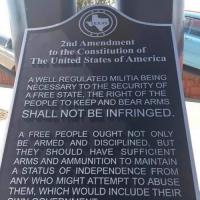 2nd Amendment
to the Constitution of
The United States of America
A WELL REGULATED MILITIA BEING
NECESSARY TO THE SECURITY OF
A FREE STATE, THE RIGHT OF THE
PEOPLE TO KEEP AND BEAR ARMS
SHALL NOT BE INFRINGED.
A FREE PEOPLE OUGHT NOT ONLY
BE ARMED AND DISCIPLINED, BUT
THEY SHOULD HAVE SUFFICIENT
ARMS AND AMMUNITION TO MAINTAIN
A STATUS OF INDEPENDENCE FROM
ANY WHO MIGHT ATTEMPT TO ABUSE
THEM, WHICH WOULD INCLUDE THEIR
OWN GOVERNMENT"